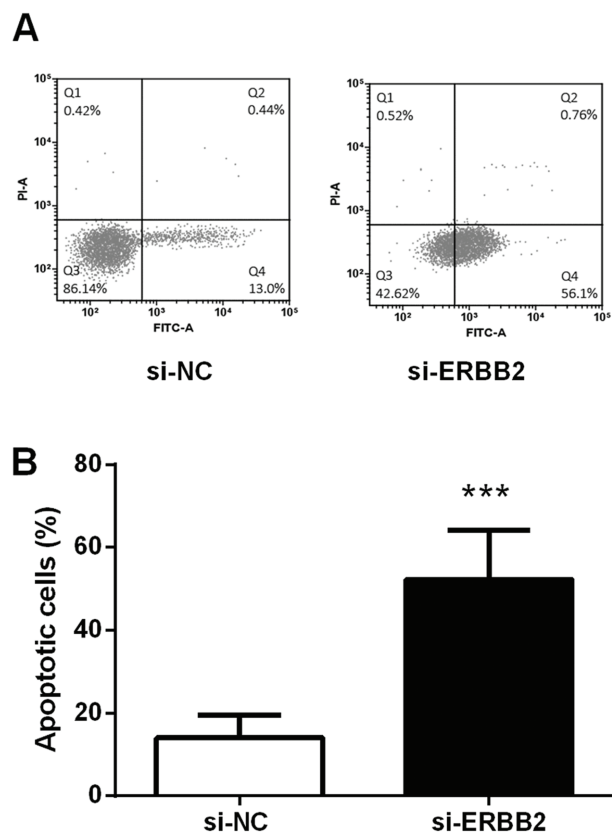 A
10⁵
10⁴
10³
10²
PI-A
Q1
0.42%
Q2
0.44%
Q3
86.14%
Q4
13.0%
10² 10³ 10⁴ 10⁵
FITC-A
si-NC
10⁵
10⁴
10³
10²
PI-A
Q1
0.52%
Q2
0.76%
Q3
42.62%
Q4
56.1%
10² 10³ 10⁴ 10⁵
FITC-A
si-ERBB2
B
Apoptotic cells (%)
80
60
40
20
0
***
si-NC si-ERBB2